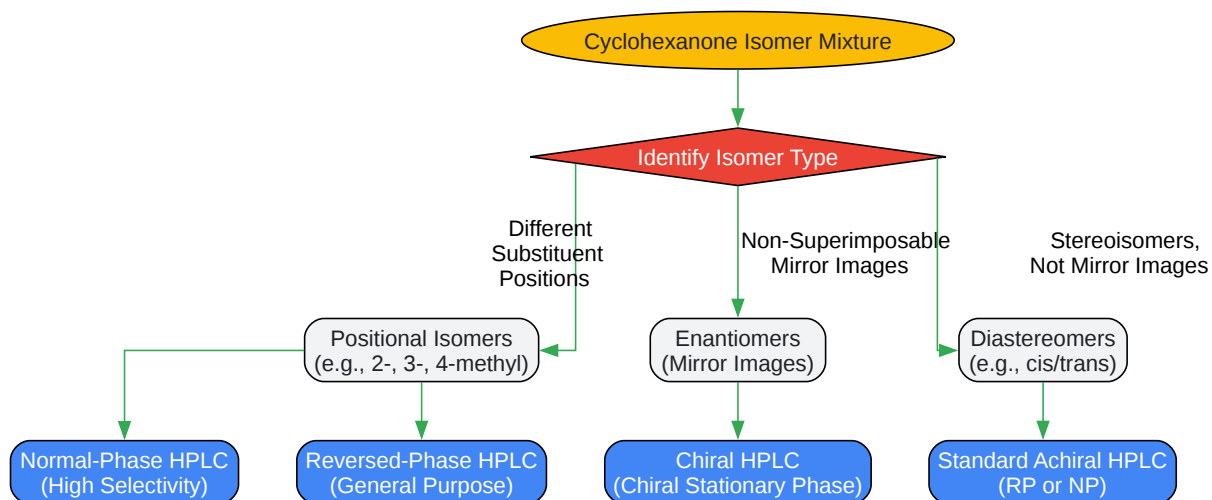 Cyclohexanone Isomer Mixture
Identify Isomer Type
Different
Substituent
Positions
Non-Superimposable
Mirror Images
Stereoisomers,
Not Mirror Images
Positional Isomers
(e.g., 2-, 3-, 4-methyl)
Enantiomers
(Mirror Images)
Diastereomers
(e.g., cis/trans)
Normal-Phase HPLC
(High Selectivity)
Reversed-Phase HPLC
(General Purpose)
Chiral HPLC
(Chiral Stationary Phase)
Standard Achiral HPLC
(RP or NP)